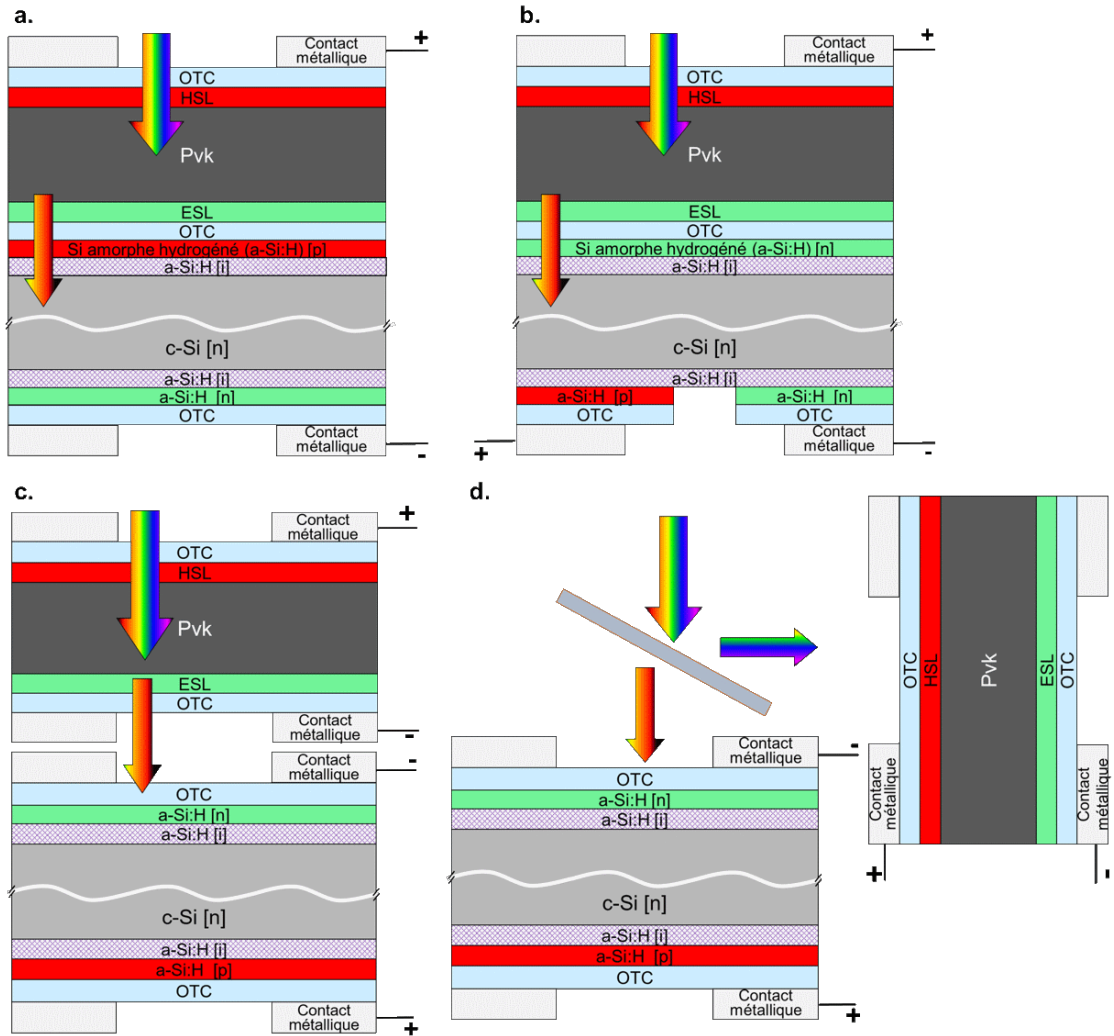 a.
Contact
métallique
+
OTC
HSL
Pvk
ESL
OTC
Si amorphe hydrogéné (a-Si:H) [p]
a-Si:H [i]
c-Si [n]
a-Si:H [i]
a-Si:H [n]
OTC
Contact
métallique
-
b.
Contact
métallique
+
OTC
HSL
Pvk
ESL
OTC
Si amorphe hydrogéné (a-Si:H) [n]
a-Si:H [i]
c-Si [n]
a-Si:H [i]
a-Si:H [p]
a-Si:H [n]
OTC
OTC
Contact
métallique
+
-
c.
Contact
métallique
+
OTC
HSL
Pvk
ESL
OTC
Contact
métallique
-
Contact
métallique
-
OTC
a-Si:H [n]
a-Si:H [i]
c-Si [n]
a-Si:H [i]
a-Si:H [p]
OTC
Contact
métallique
+
d.
Contact
métallique
-
OTC
a-Si:H [n]
a-Si:H [i]
c-Si [n]
a-Si:H [i]
a-Si:H [p]
OTC
Contact
métallique
+
OTC
HSL
Pvk
ESL
OTC
Contact
métallique
Contact
métallique
+
-